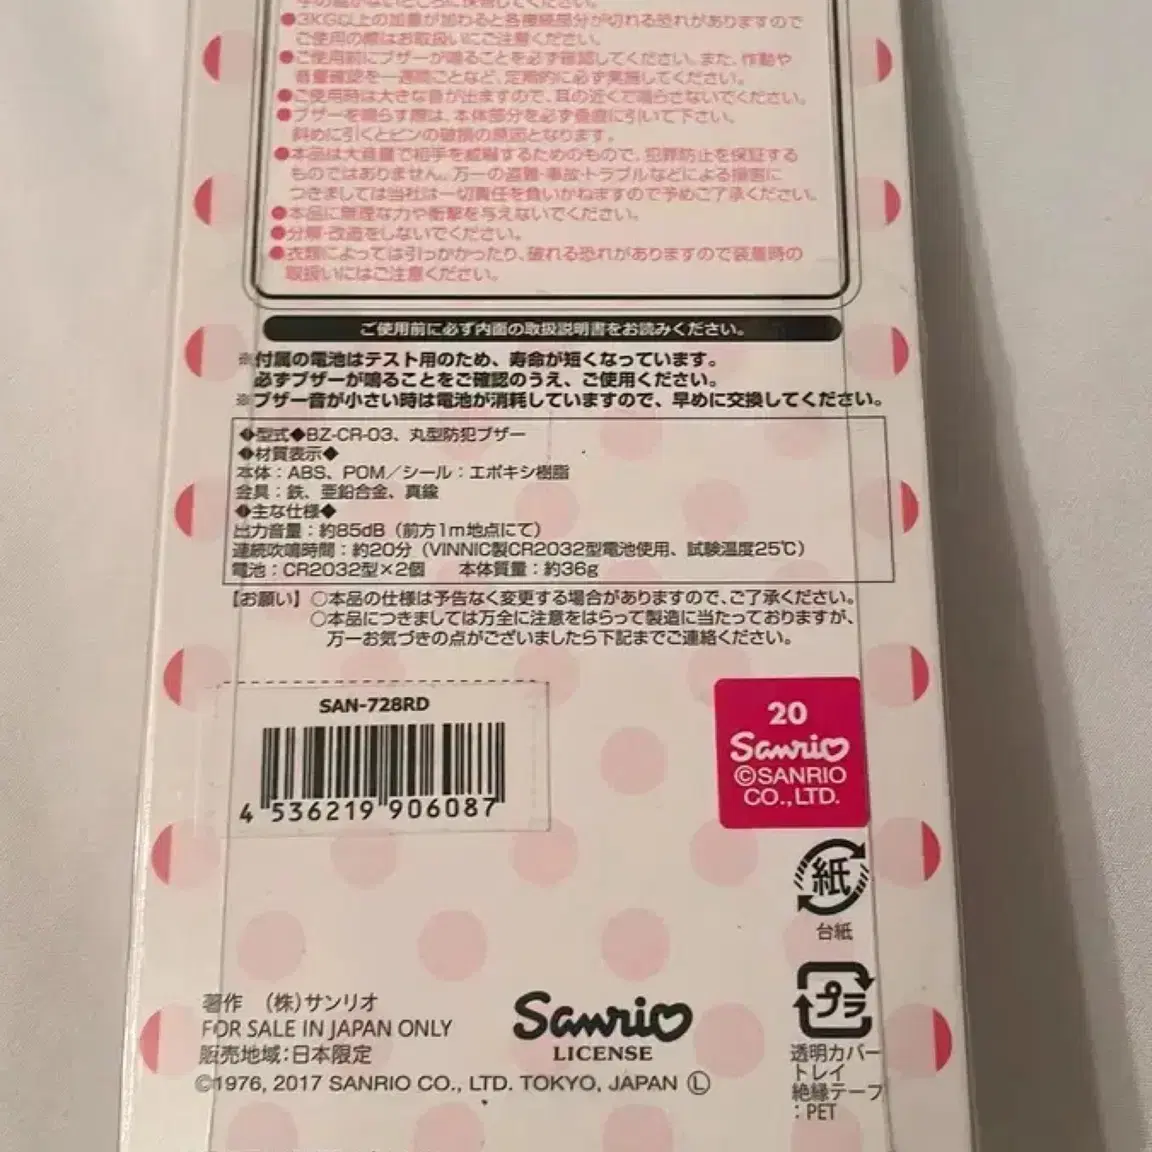 手の届かないところに保管してください。
●3KG以上の加重が加わると各接続部分が切れる恐れがありますので
ご使用の際はお取扱いにご注意ください。
●ご使用前にブザーが鳴ることを必ず確認してください。また、作動や
音量確認を一週間ごとなど、定期的に必ず実施してください。
●ご使用時は大きな音が出ますので、耳の近くで鳴らさないでください。
●ブザーを鳴らす際は、本体部分を必ず垂直に引いて下さい。
斜めに引くとピンの破損の原因となります。
●本品は大音量で相手を威嚇するためのもので、犯罪防止を保証する
ものではありません。万一の盗難・事故・トラブルなどによる損害に
つきましては当社は一切責任を負いかねますので予めご了承ください。
●本品に無理な力や衝撃を与えないでください。
●分解・改造をしないでください。
●衣類によっては引っかかったり、破れる恐れがありますので装着時の
取扱いにはご注意ください。
ご使用前に必ず内面の取扱説明書をお読みください。
※付属の電池はテスト用のため、寿命が短くなっています。
必ずブザーが鳴ることをご確認のうえ、ご使用ください。
※ブザー音が小さい時は電池が消耗していますので、早めに交換してください。
◆型式◆BZ-CR-03、丸型防犯ブザー
◆材質表示◆
本体：ABS、POM／シール：エポキシ樹脂
金具：鉄、亜鉛合金、真鍮
◆主な仕様◆
出力音量：約85dB（前方1m地点にて）
連続吹鳴時間：約20分（VINNIC製CR2032型電池使用、試験温度25℃）
電池：CR2032型×2個　本体質量：約36g
【お願い】○本品の仕様は予告なく変更する場合がありますので、ご了承ください。
○本品につきましては万全に注意をはらって製造に当たっておりますが、
万一お気づきの点がございましたら下記までご連絡ください。
SAN-728RD
4 536219 906087
20
Sanrio
©SANRIO
CO.,LTD.
紙
台紙
プラ
透明カバー
トレイ
絶縁テープ
：PET
著作　（株）サンリオ
FOR SALE IN JAPAN ONLY
販売地域：日本限定
©1976, 2017 SANRIO CO., LTD. TOKYO, JAPAN Ⓛ
Sanrio
LICENSE